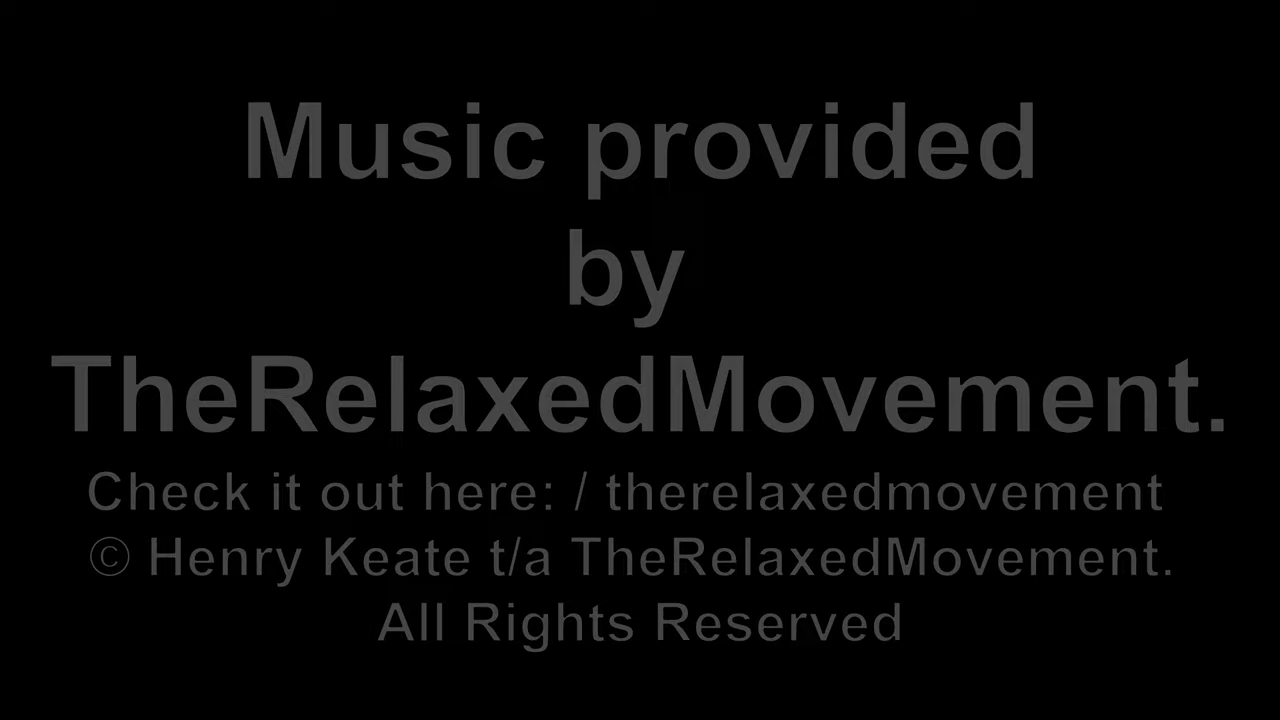 Music provided
by
TheRelaxedMovement.
Check it out here: / therelaxedmovement
© Henry Keate t/a TheRelaxedMovement.
All Rights Reserved